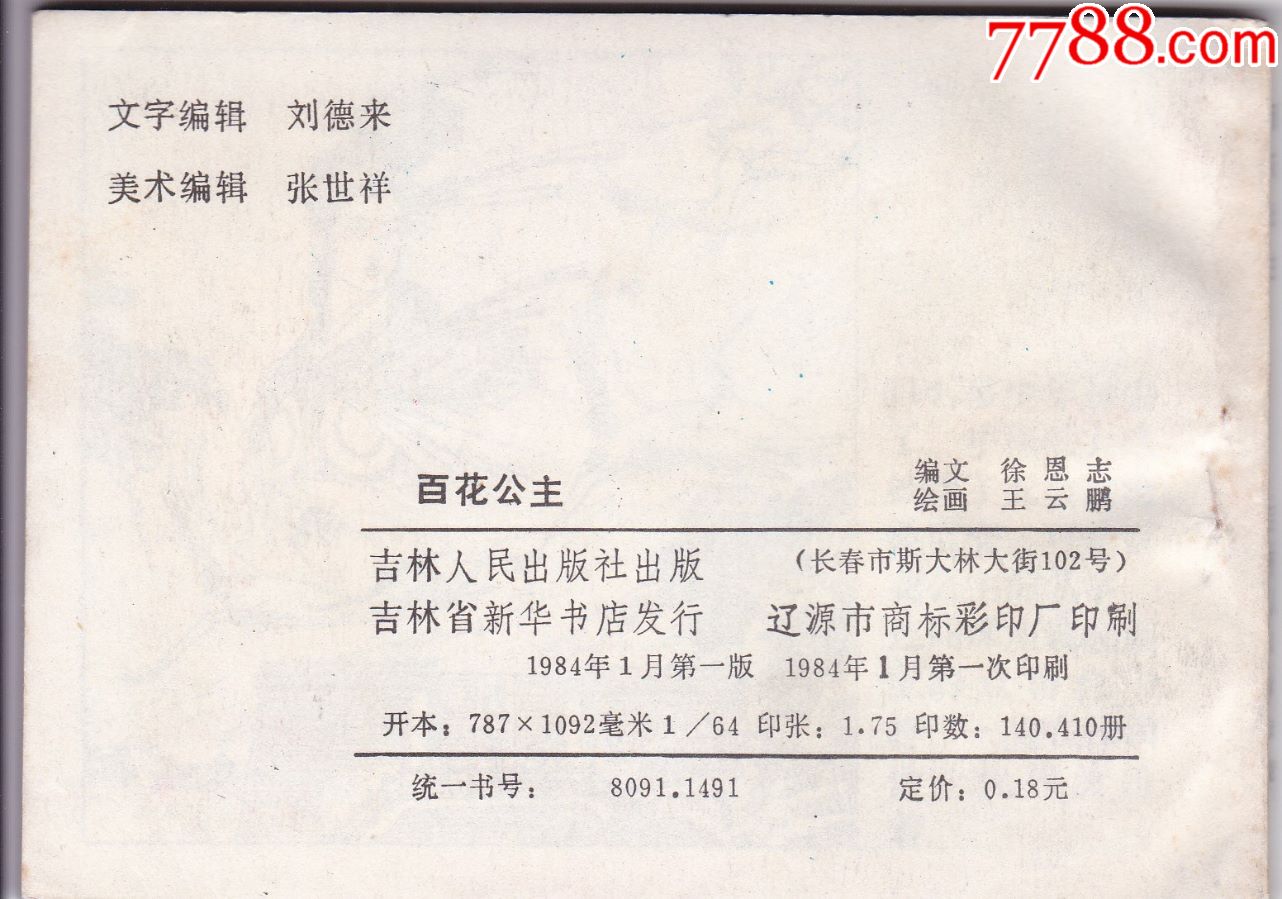 7788.com
文字编辑 刘德来
美术编辑 张世祥
百花公主
编文 徐恩志
绘画 王云鹏
吉林人民出版社出版 (长春市斯大林大街102号)
吉林省新华书店发行 辽源市商标彩印厂印刷
1984年1月第一版 1984年1月第一次印刷
开本:787×1092毫米1/64 印张:1.75 印数:140.410册
统一书号: 8091.1491 定价:0.18元